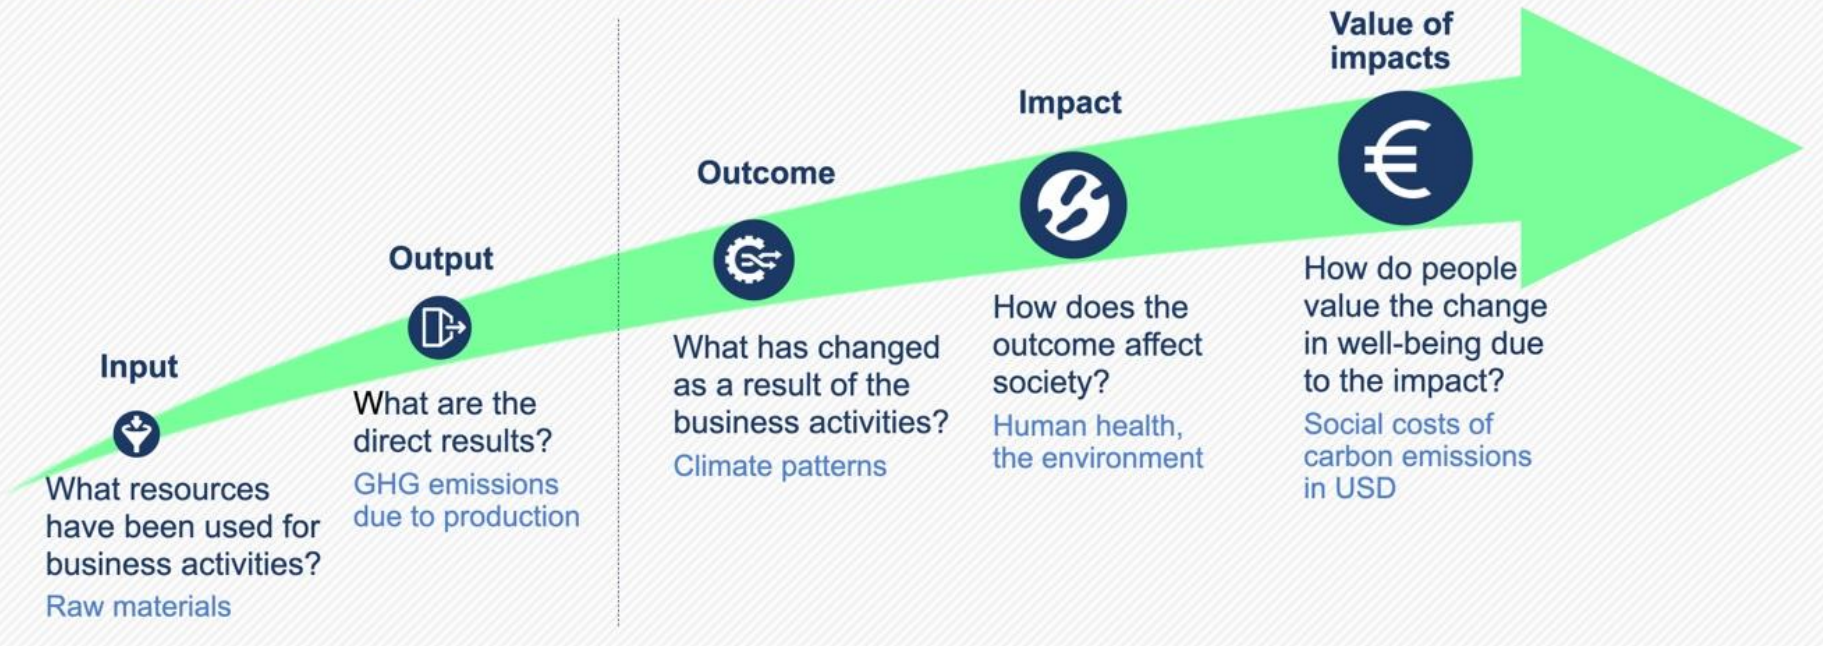 Input
What resources
have been used for
business activities?
Raw materials
Output
What are the
direct results?
GHG emissions
due to production
Outcome
What has changed
as a result of the
business activities?
Climate patterns
Impact
How does the
outcome affect
society?
Human health,
the environment
Value of
impacts
€
How do people
value the change
in well-being due
to the impact?
Social costs of
carbon emissions
in USD